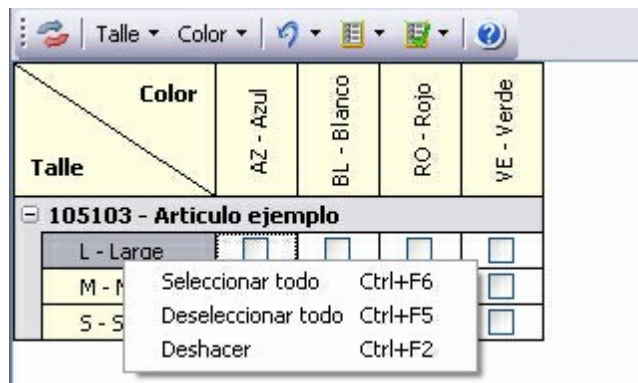 Talle Color
Color
Talle
AZ - Azul
BL - Blanco
RO - Rojo
VE - Verde
105103 - Articulo ejemplo
L - Large
M -
Seleccionar todo Ctrl+F6
S - S
Deseleccionar todo Ctrl+F5
Deshacer Ctrl+F2